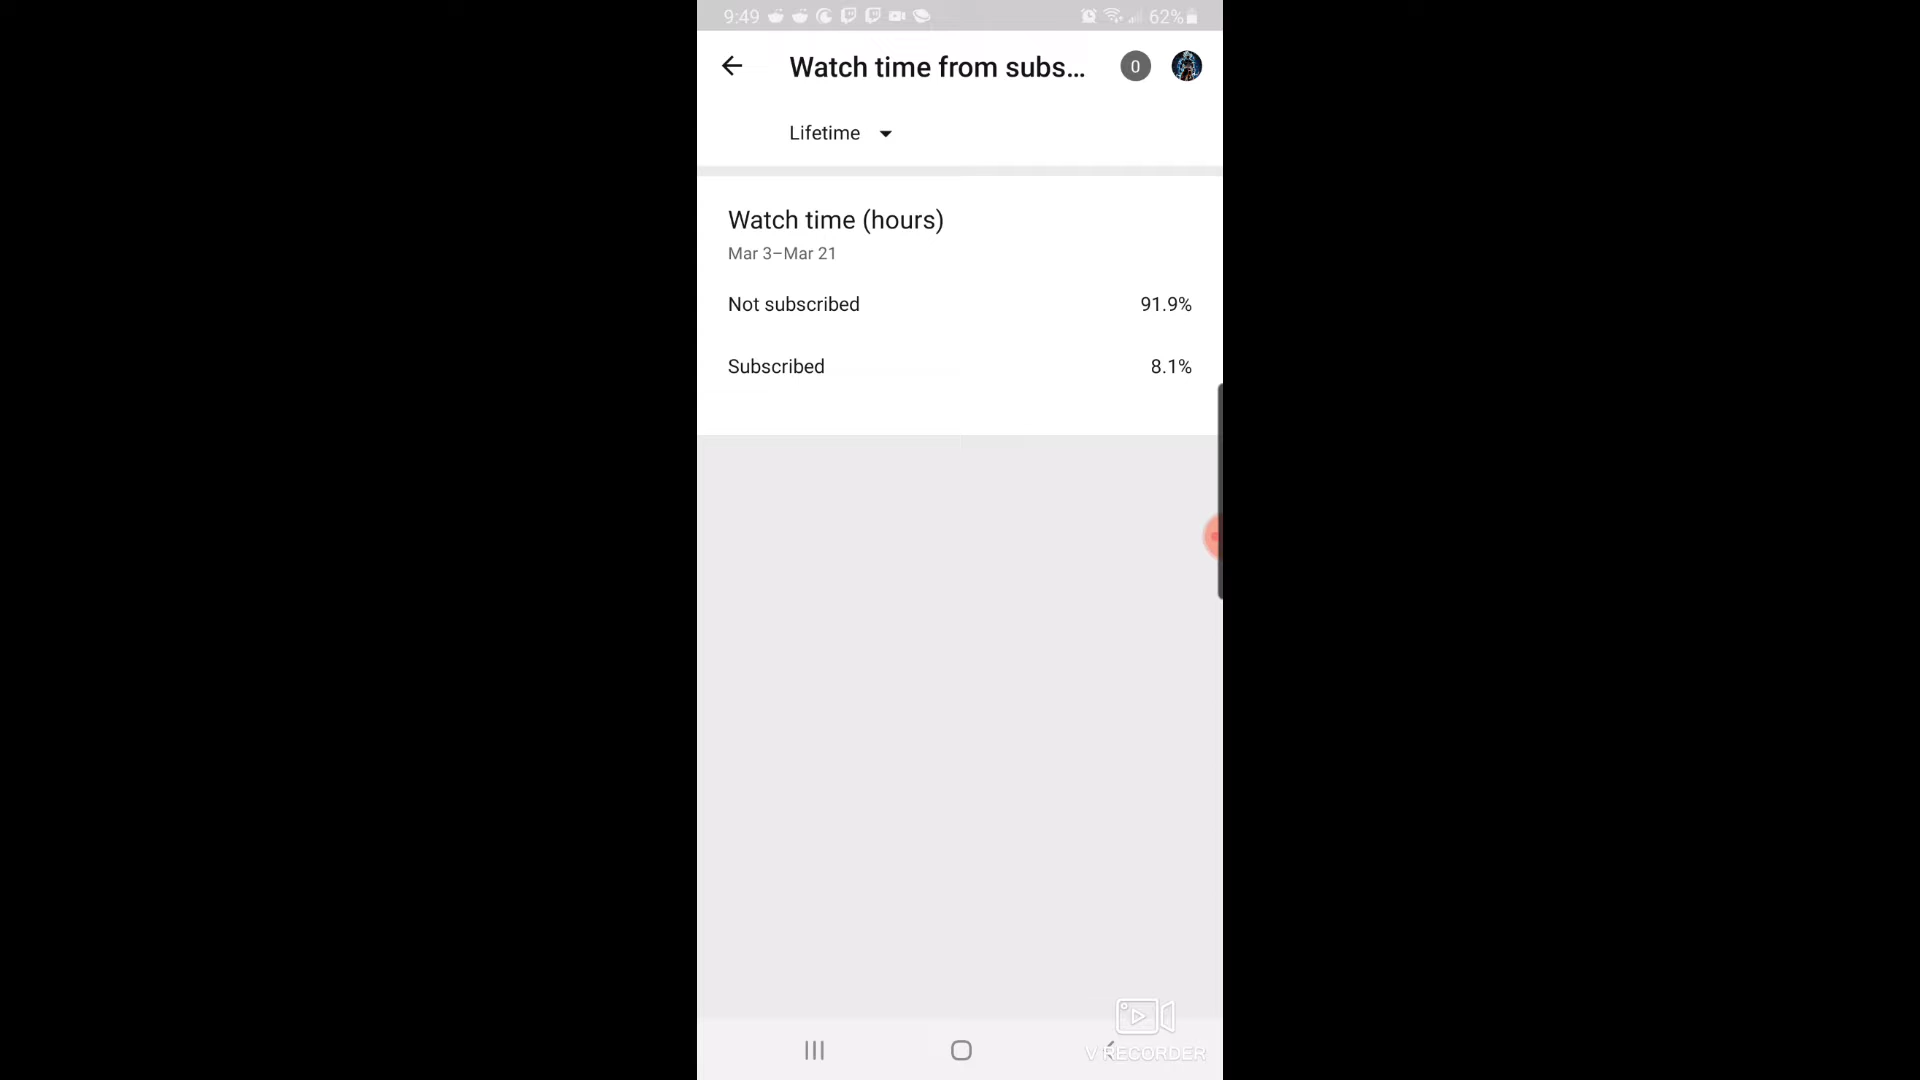 9:49 62%
Watch time from subs... 0
Lifetime
Watch time (hours)
Mar 3–Mar 21
Not subscribed 91.9%
Subscribed 8.1%
V RECORDER